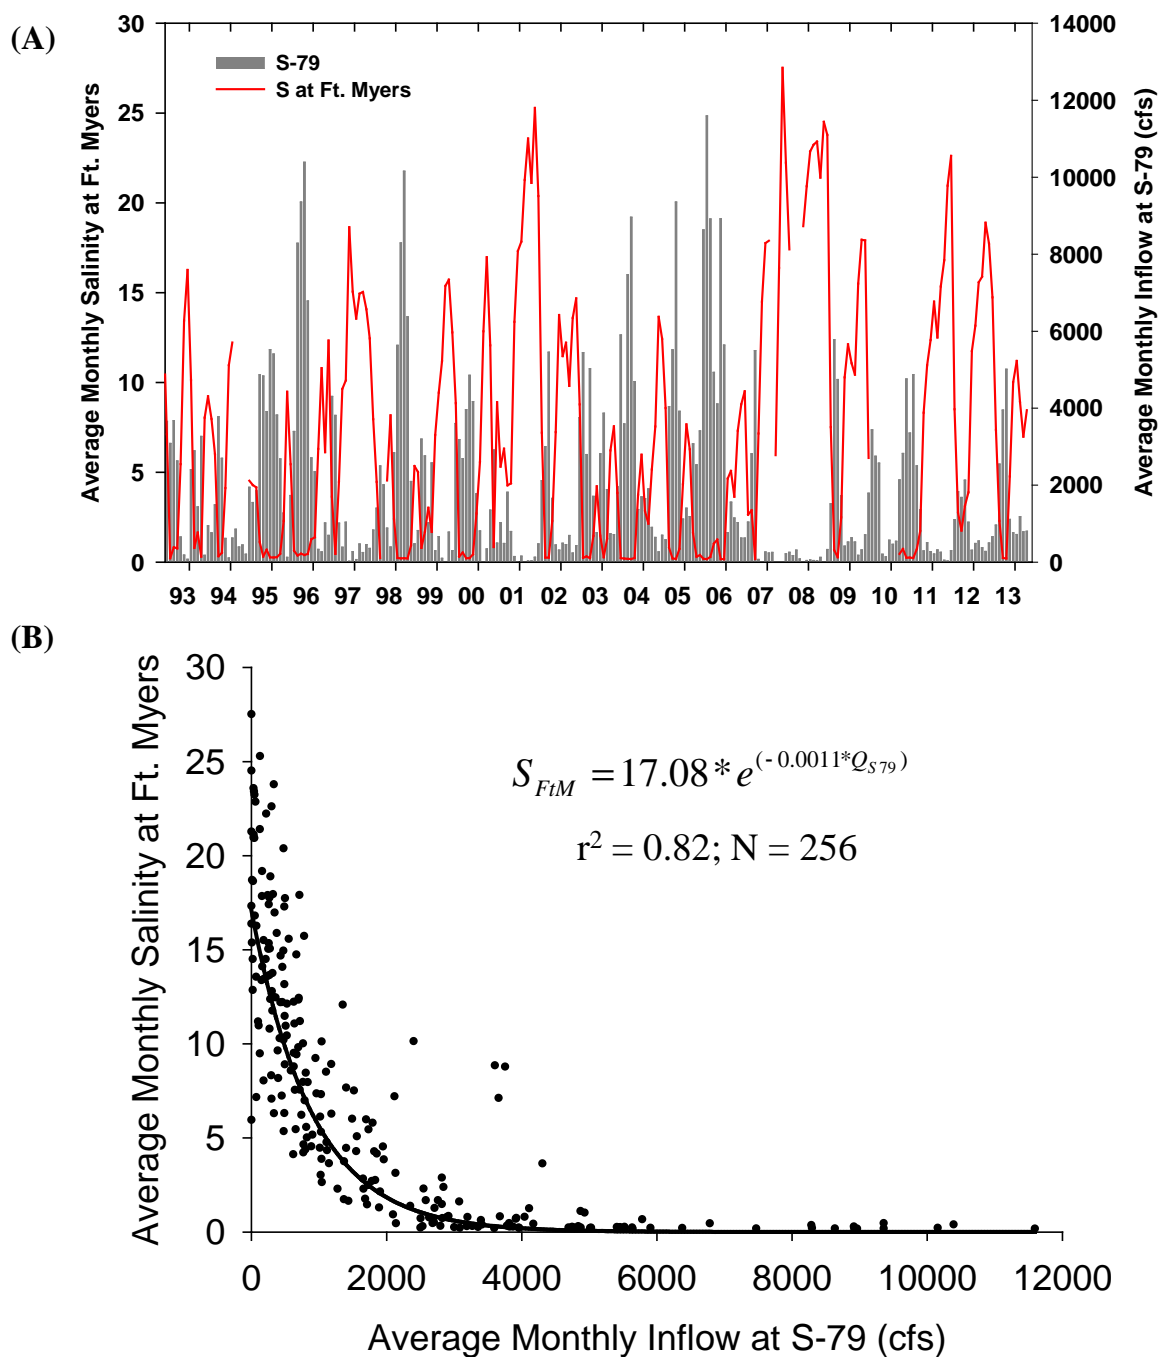 (A)
30
25
20
15
10
5
0
Average Monthly Salinity at Ft. Myers
S-79
S at Ft. Myers
14000
12000
10000
8000
6000
4000
2000
0
Average Monthly Inflow at S-79 (cfs)
93 94 95 96 97 98 99 00 01 02 03 04 05 06 07 08 09 10 11 12 13
(B)
30
25
20
15
10
5
0
Average Monthly Salinity at Ft. Myers
S_FtM = 17.08 * e^(-0.0011*Q_S79)
r² = 0.82; N = 256
0 2000 4000 6000 8000 10000 12000
Average Monthly Inflow at S-79 (cfs)